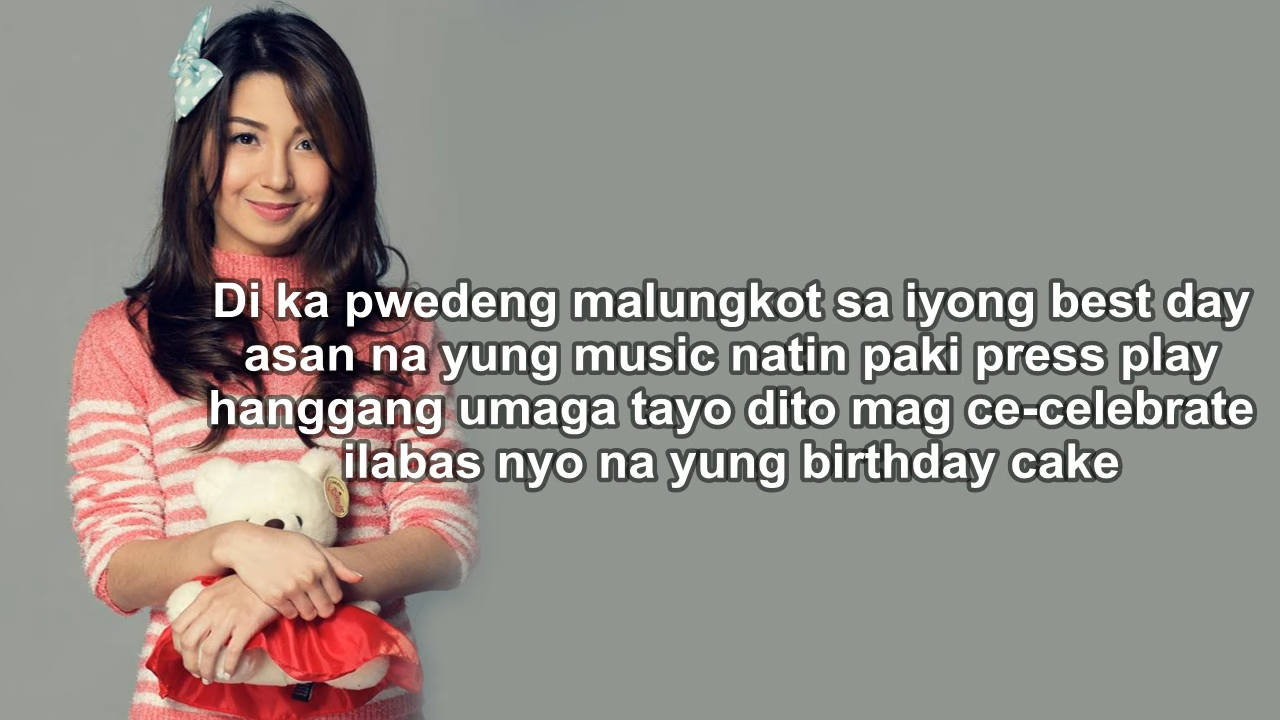 Di ka pwedeng malungkot sa iyong best day
asan na yung music natin paki press play
hanggang umaga tayo dito mag ce-celebrate
ilabas nyo na yung birthday cake